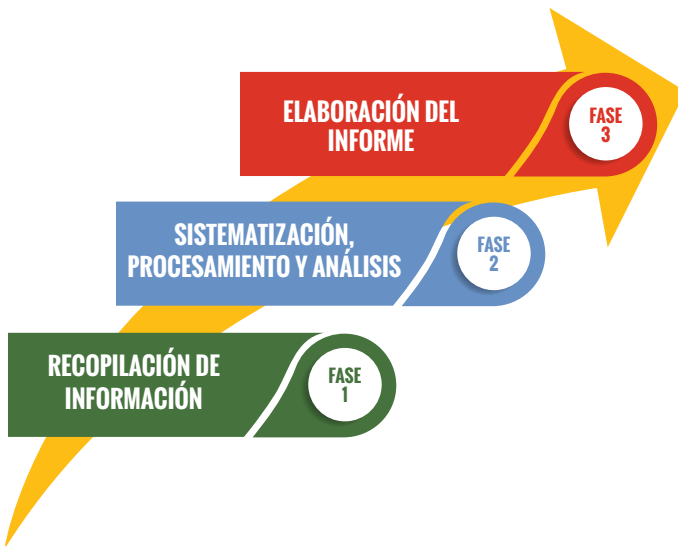 ELABORACIÓN DEL
INFORME
FASE
3
SISTEMATIZACIÓN,
PROCESAMIENTO Y ANÁLISIS
FASE
2
RECOPILACIÓN DE
INFORMACIÓN
FASE
1